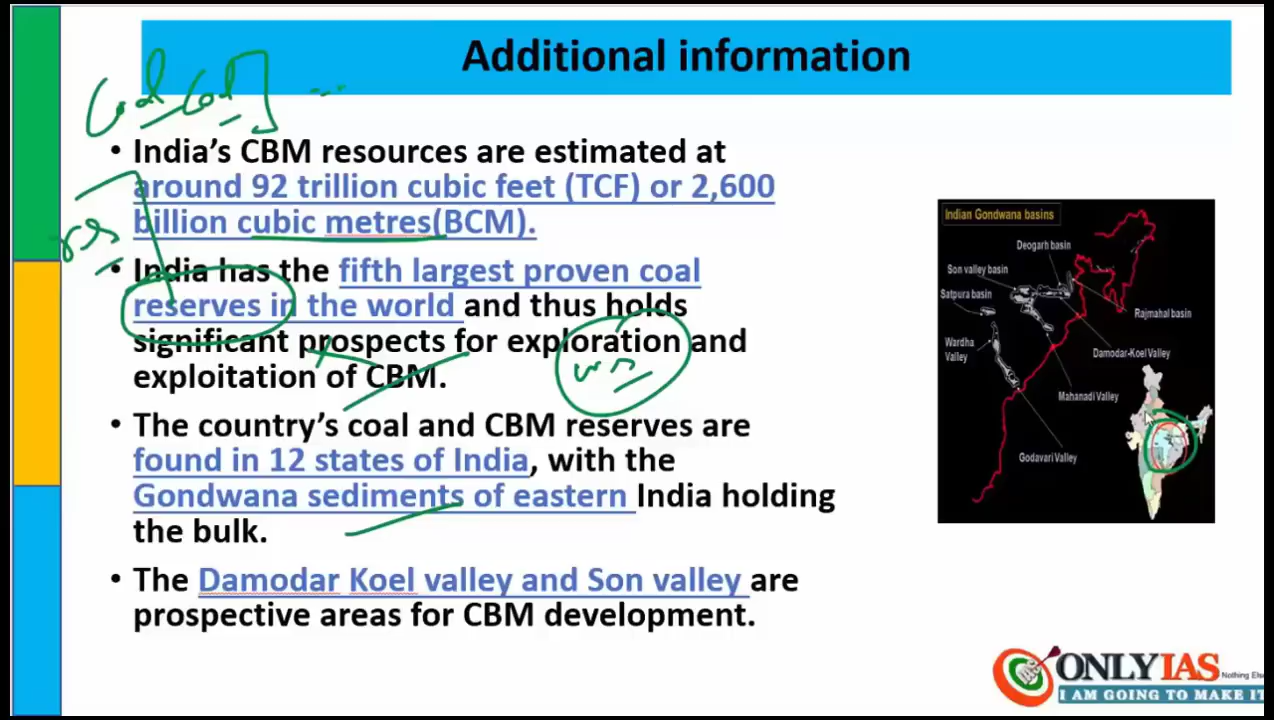 Additional information
Coal
• India's CBM resources are estimated at
around 92 trillion cubic feet (TCF) or 2,600
billion cubic metres(BCM).
res
• India has the fifth largest proven coal
reserves in the world and thus holds
significant prospects for exploration and
exploitation of CBM.
• The country's coal and CBM reserves are
found in 12 states of India, with the
Gondwana sediments of eastern India holding
the bulk.
• The Damodar Koel valley and Son valley are
prospective areas for CBM development.
Indian Gondwana basins
Deogarh basin
Son valley basin
Satpura basin
Rajmahal basin
Wardha
Valley
Damodar-Koel Valley
Mahanadi Valley
Godavari Valley
ONLYIAS
Nothing Else
I AM GOING TO MAKE IT